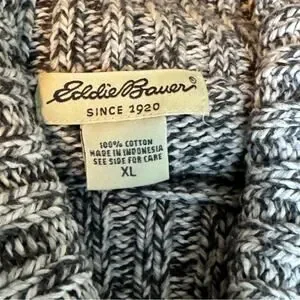 Eddie Bauer®
SINCE 1920
100% COTTON
MADE IN INDONESIA
SEE SIDE FOR CARE
XL